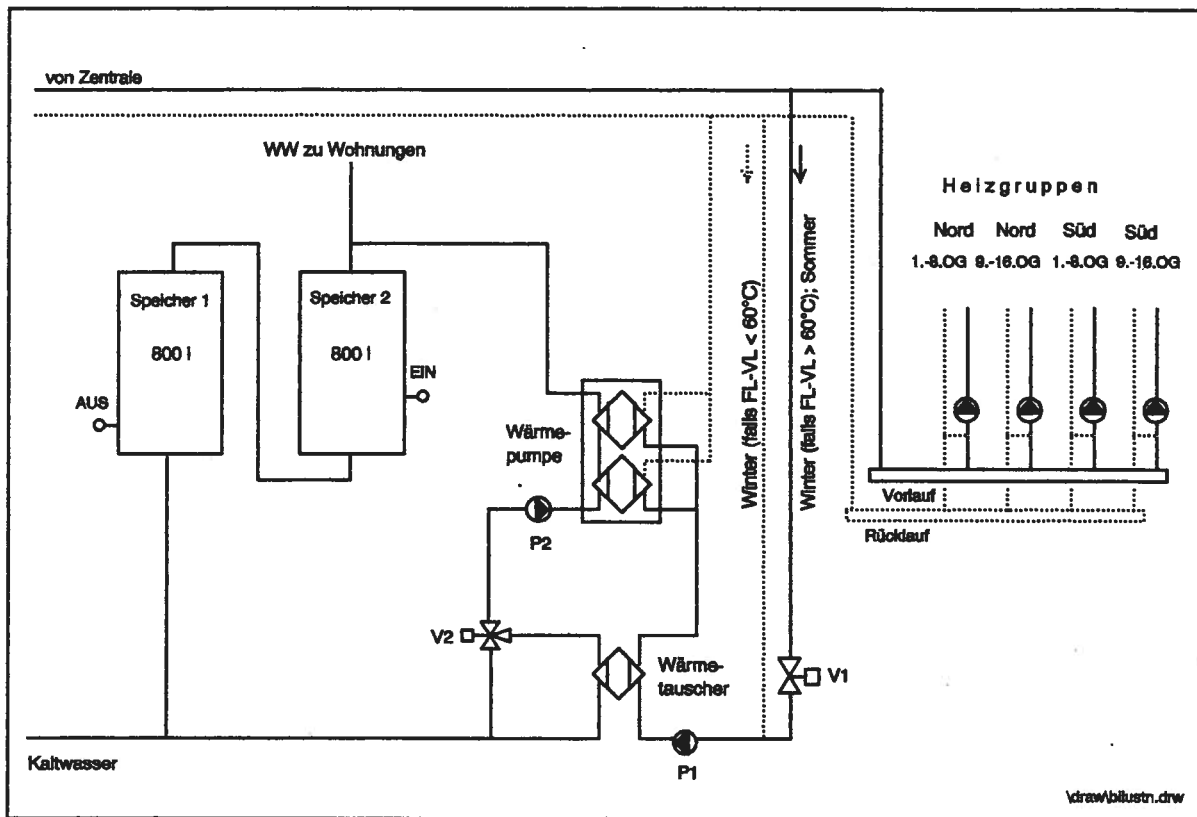 von Zentrale
WW zu Wohnungen
Heizgruppen
Nord Nord Süd Süd
1.-8.OG 9.-16.OG 1.-8.OG 9.-16.OG
Speicher 1
800 l
Speicher 2
800 l
AUS
EIN
Wärme-
pumpe
P2
Winter (falls FL-VL < 60°C)
Winter (falls FL-VL > 60°C); Sommer
Vorlauf
Rücklauf
V2
Wärme-
tauscher
V1
Kaltwasser
P1
\draw\bilustn.drw